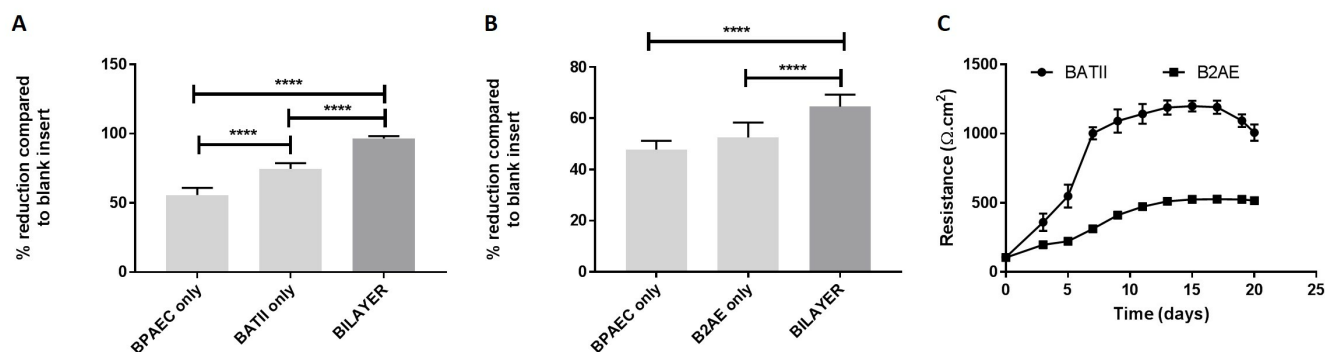 A
% reduction compared
to blank insert
150
100
50
0
****
****
****
BPAEC only
BATII only
BILAYER
B
% reduction compared
to blank insert
80
60
40
20
0
****
****
BPAEC only
B2AE only
BILAYER
C
Resistance (Ω.cm²)
1500
1000
500
0
BATII
B2AE
0
5
10
15
20
25
Time (days)